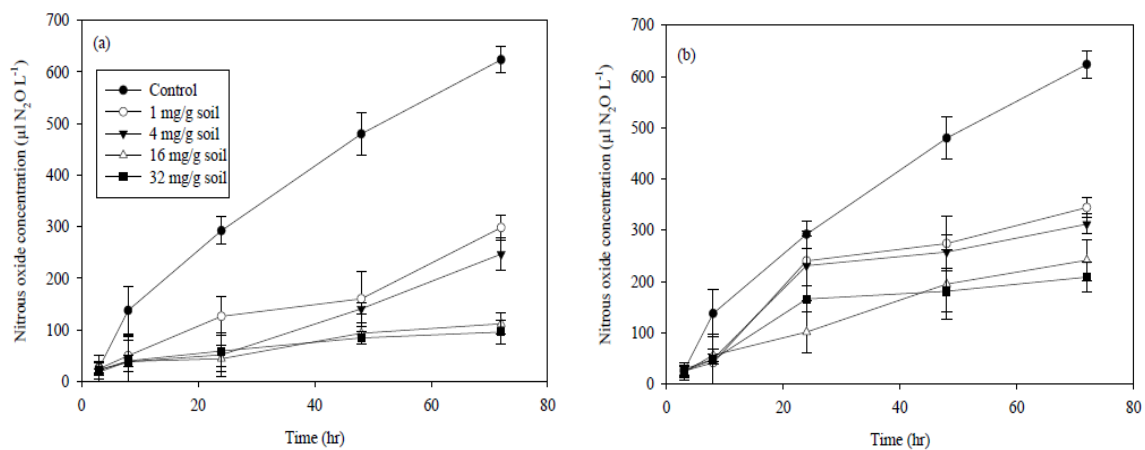 (a)
Control
1 mg/g soil
4 mg/g soil
16 mg/g soil
32 mg/g soil
Nitrous oxide concentration (µl N₂O L⁻¹)
700
600
500
400
300
200
100
0
0 20 40 60 80
Time (hr)
(b)
Nitrous oxide concentration (µl N₂O L⁻¹)
700
600
500
400
300
200
100
0
0 20 40 60 80
Time (hr)